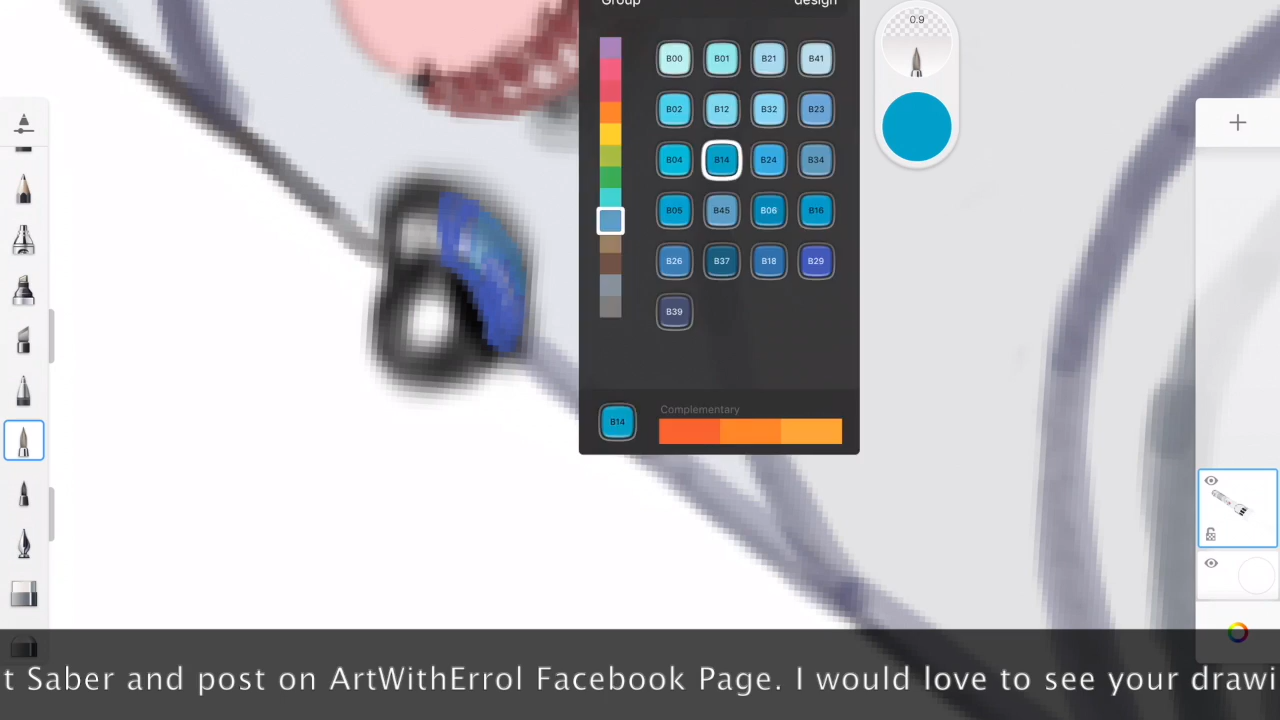 Group design
0.9
B00 B01 B21 B41
B02 B12 B32 B23
B04 B14 B24 B34
B05 B45 B06 B16
B26 B37 B18 B29
B39
B14 Complementary
t Saber and post on ArtWithErrol Facebook Page. I would love to see your drawi